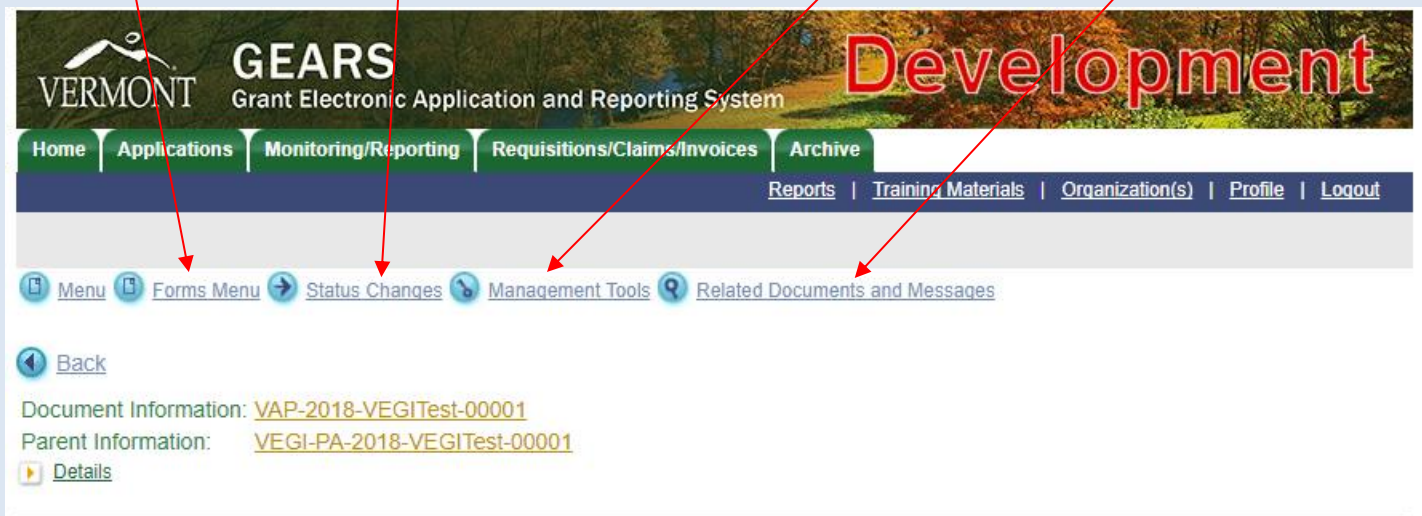 VERMONT
GEARS
Grant Electronic Application and Reporting System
Development
Home Applications Monitoring/Reporting Requisitions/Claims/Invoices Archive
Reports | Training Materials | Organization(s) | Profile | Logout
Menu Forms Menu Status Changes Management Tools Related Documents and Messages
Back
Document Information: VAP-2018-VEGITest-00001
Parent Information: VEGI-PA-2018-VEGITest-00001
Details